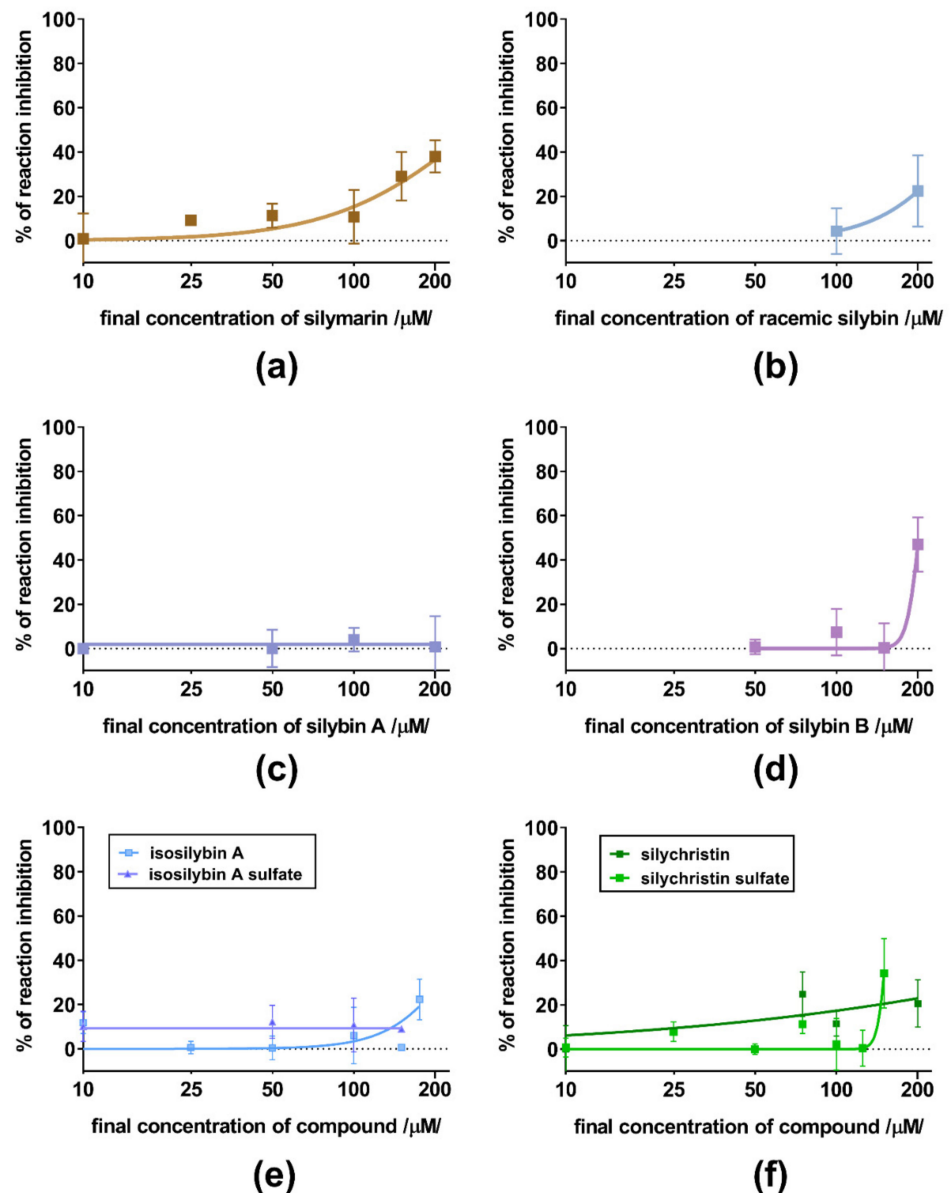 % of reaction inhibition
100
80
60
40
20
0
10 25 50 100 200
final concentration of silymarin /μM/
(a)
% of reaction inhibition
100
80
60
40
20
0
10 25 50 100 200
final concentration of racemic silybin /μM/
(b)
% of reaction inhibition
100
80
60
40
20
0
10 25 50 100 200
final concentration of silybin A /μM/
(c)
% of reaction inhibition
100
80
60
40
20
0
10 25 50 100 200
final concentration of silybin B /μM/
(d)
% of reaction inhibition
100
80
60
40
20
0
isosilybin A
isosilybin A sulfate
10 25 50 100 200
final concentration of compound /μM/
(e)
% of reaction inhibition
100
80
60
40
20
0
silychristin
silychristin sulfate
10 25 50 100 200
final concentration of compound /μM/
(f)